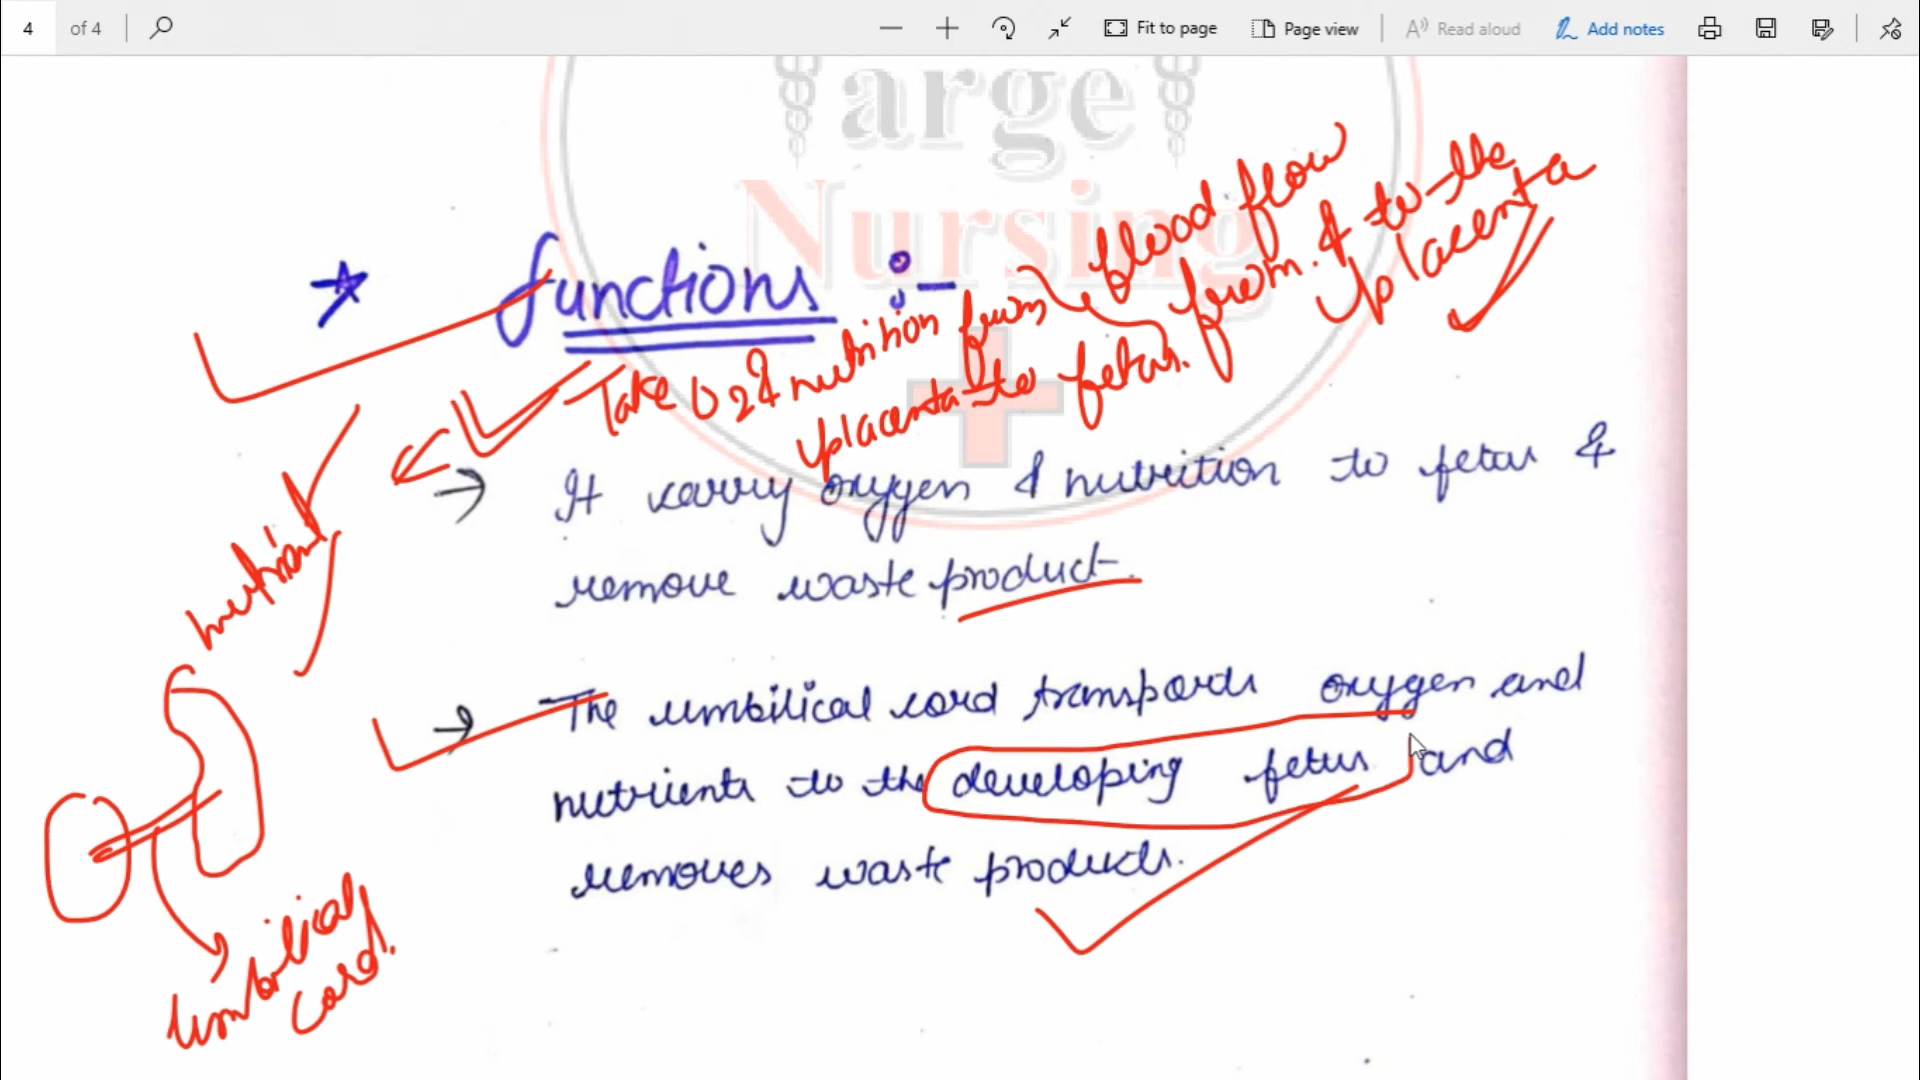 4 of 4 Fit to page Page view Read aloud Add notes
arge
Nursing
functions :-
Take O2 & nutrition from
placenta to fetus.
blood flow
from & to the
placenta
It carry oxygen & nutrition to fetus &
remove waste product.
nutrient
The umbilical cord transports oxygen and
nutrients to the developing fetus and
removes waste products.
Umbilical
cord.